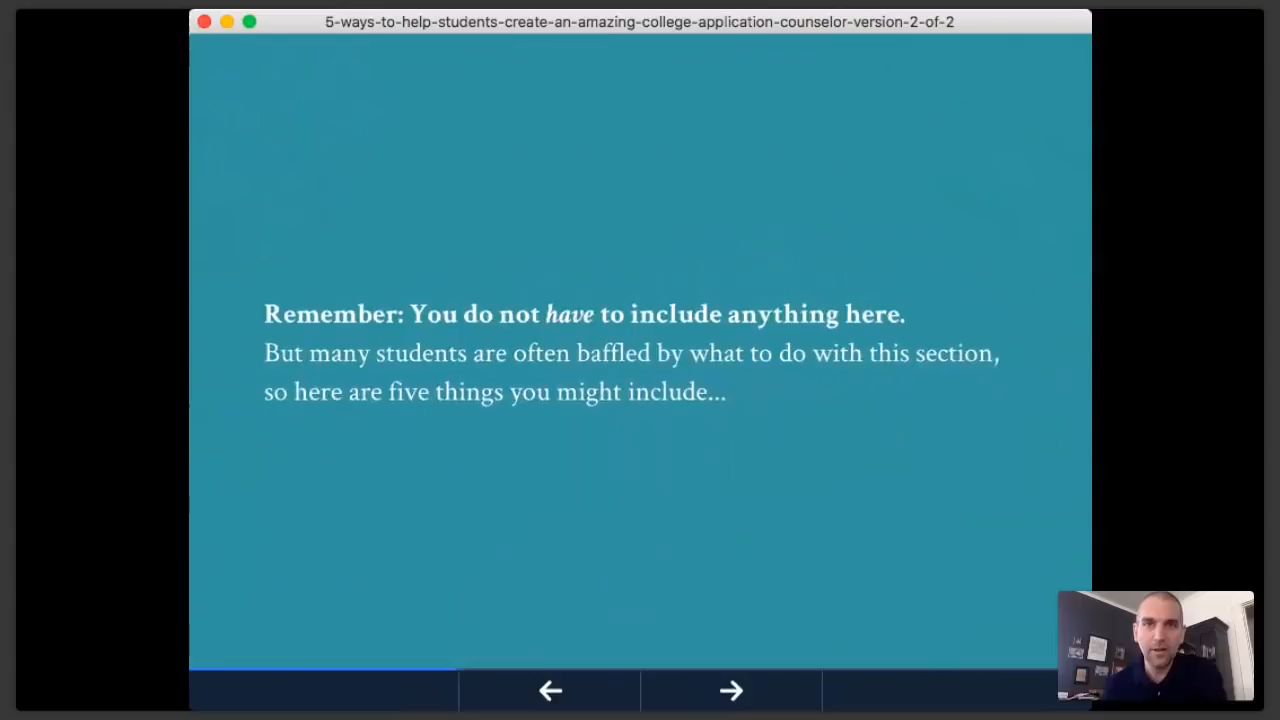 5-ways-to-help-students-create-an-amazing-college-application-counselor-version-2-of-2
Remember: You do not have to include anything here.
But many students are often baffled by what to do with this section,
so here are five things you might include...